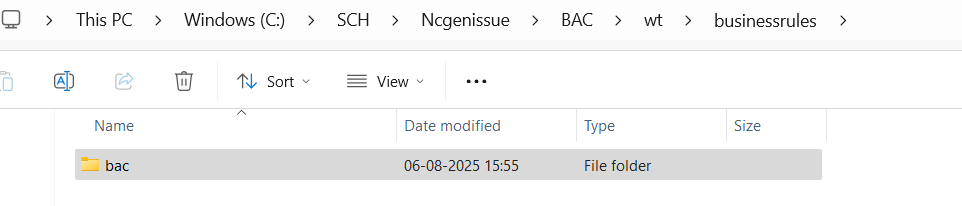 This PC > Windows (C:) > SCH > Ncgenissue > BAC > wt > businessrules >
Sort View ...
Name Date modified Type Size
bac 06-08-2025 15:55 File folder